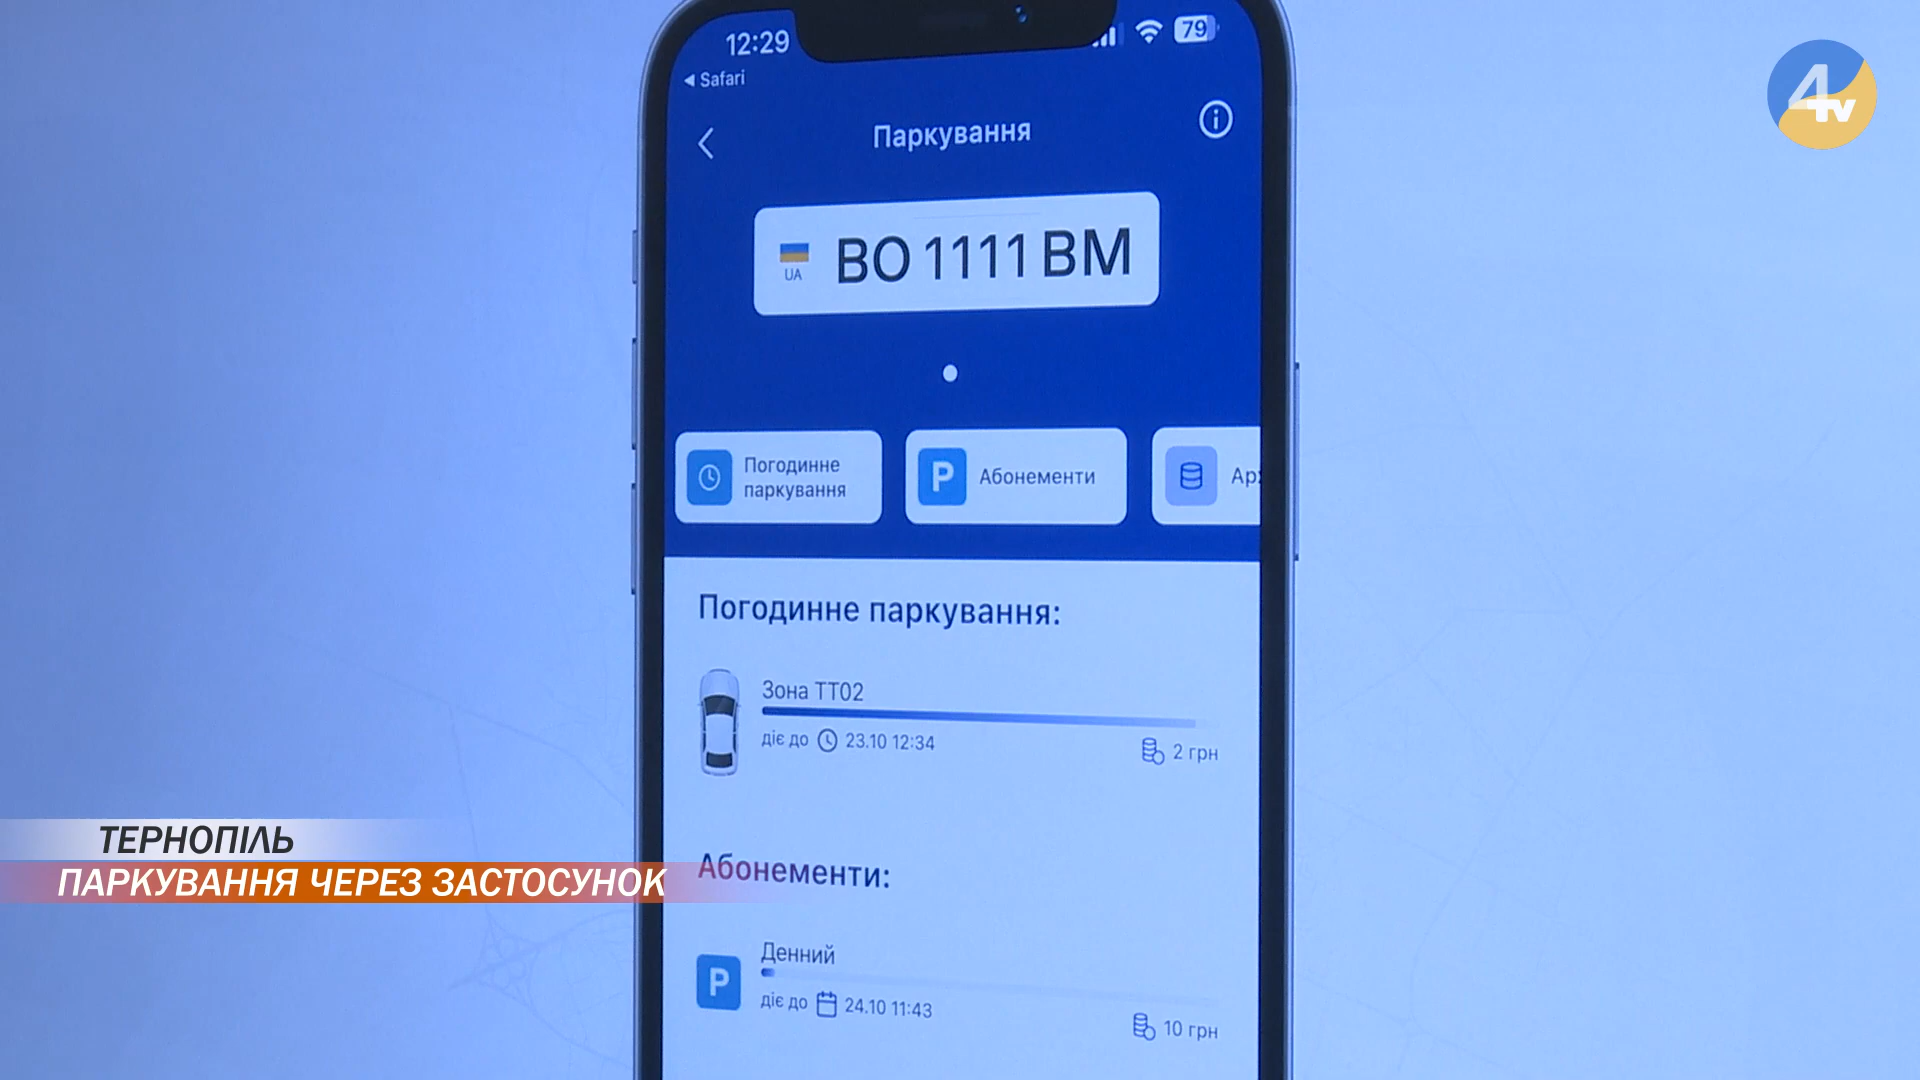 12:29
79
◀ Safari
Паркування
4tv
UA
BO 1111 BM
Погодинне
паркування
P
Абонементи
Погодинне паркування:
Зона ТТ02
діє до 23.10 12:34
2 грн
ТЕРНОПІЛЬ
ПАРКУВАННЯ ЧЕРЕЗ ЗАСТОСУНОК
Абонементи:
P
Денний
діє до 24.10 11:43
10 грн